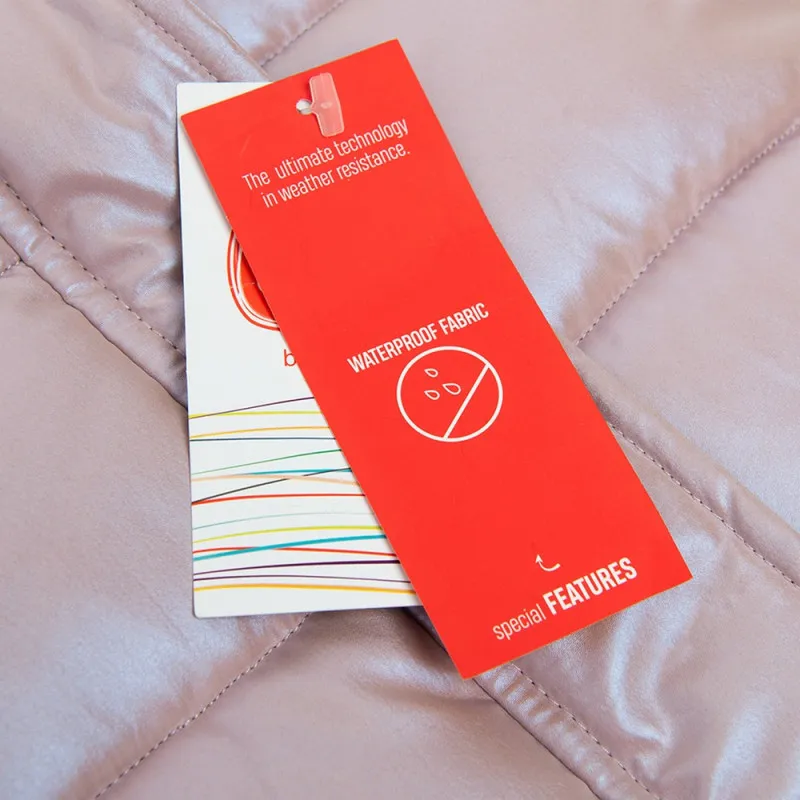 The ultimate technology
in weather resistance.
WATERPROOF FABRIC
special FEATURES